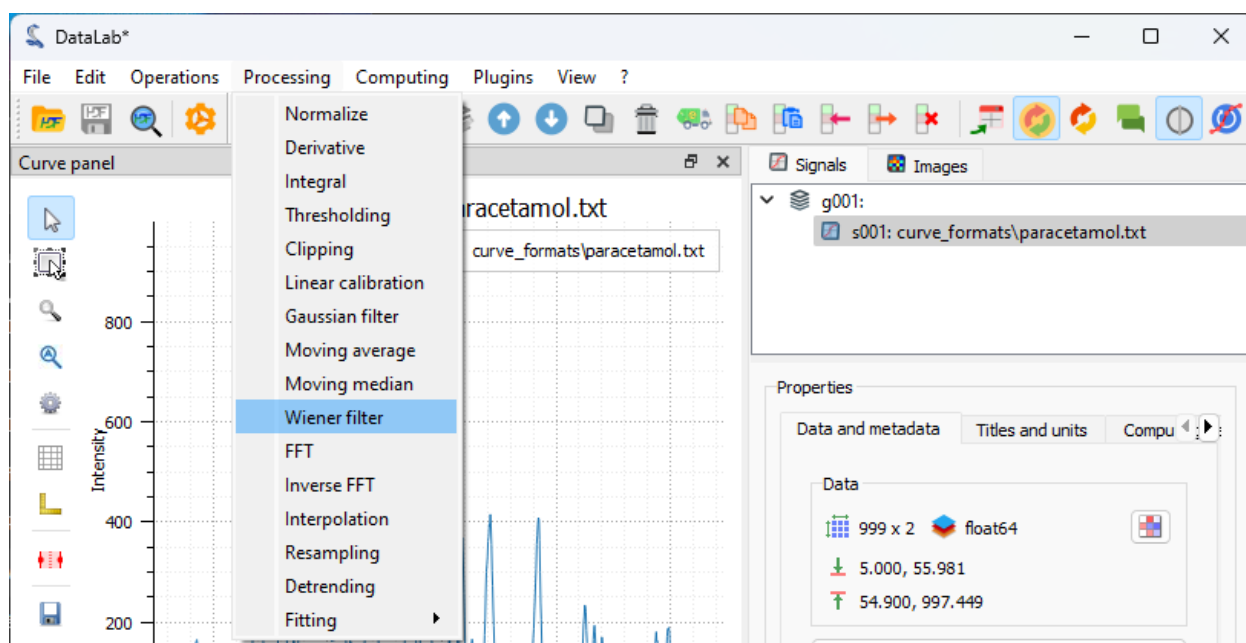 DataLab*
File Edit Operations Processing Computing Plugins View ?
Curve panel
Normalize
Derivative
Integral
Thresholding
Clipping
Linear calibration
Gaussian filter
Moving average
Moving median
Wiener filter
FFT
Inverse FFT
Interpolation
Resampling
Detrending
Fitting
racetamol.txt
curve_formats\paracetamol.txt
800
600
400
200
Intensity
Signals Images
g001:
s001: curve_formats\paracetamol.txt
Properties
Data and metadata Titles and units Compu
Data
999 x 2 float64
5.000, 55.981
54.900, 997.449